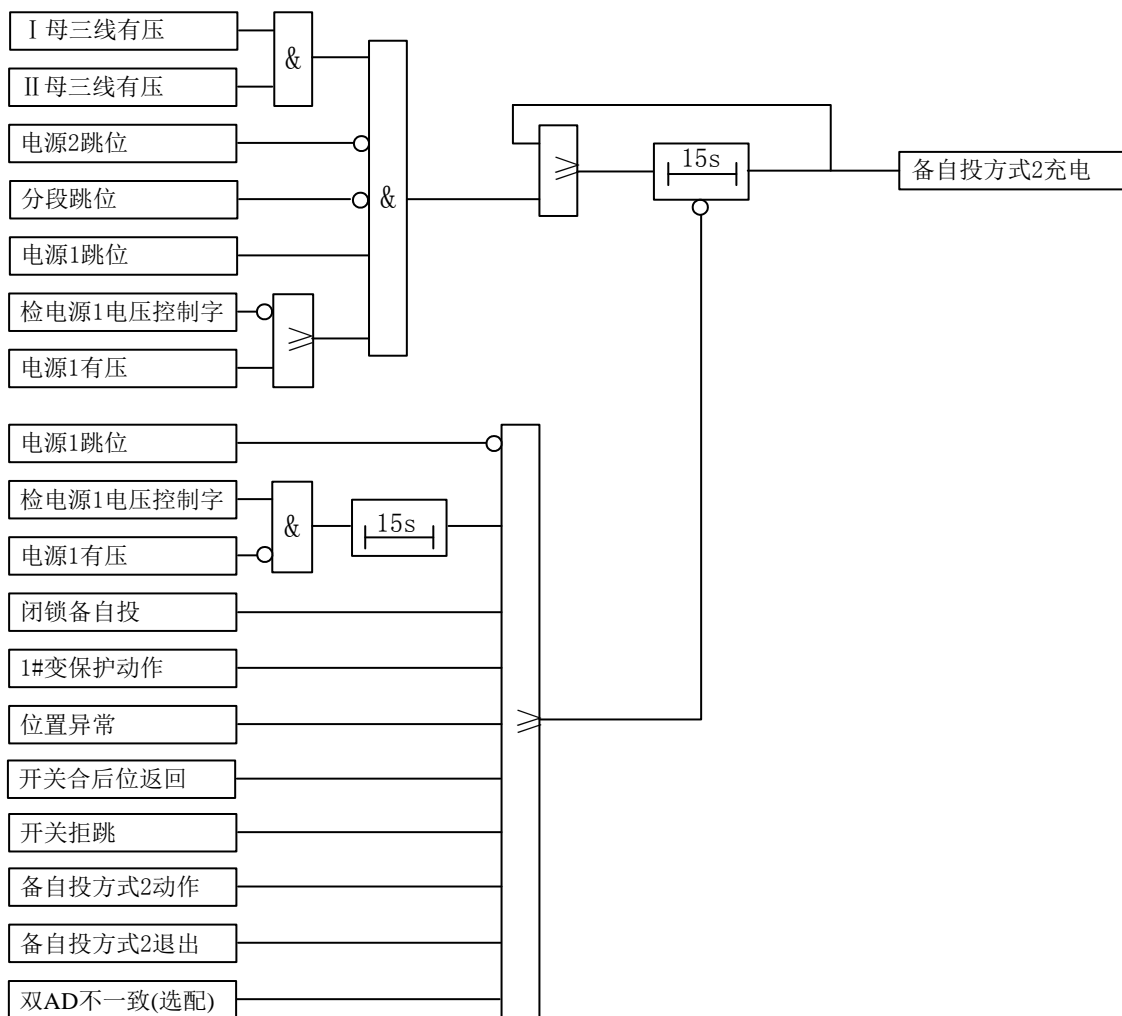 Ⅰ母三线有压
&
Ⅱ母三线有压
电源2跳位
≥
15s
备自投方式2充电
分段跳位
&
电源1跳位
检电源1电压控制字
≥
电源1有压
电源1跳位
检电源1电压控制字
&
15s
电源1有压
闭锁备自投
1#变保护动作
位置异常
≥
开关合后位返回
开关拒跳
备自投方式2动作
备自投方式2退出
双AD不一致(选配)